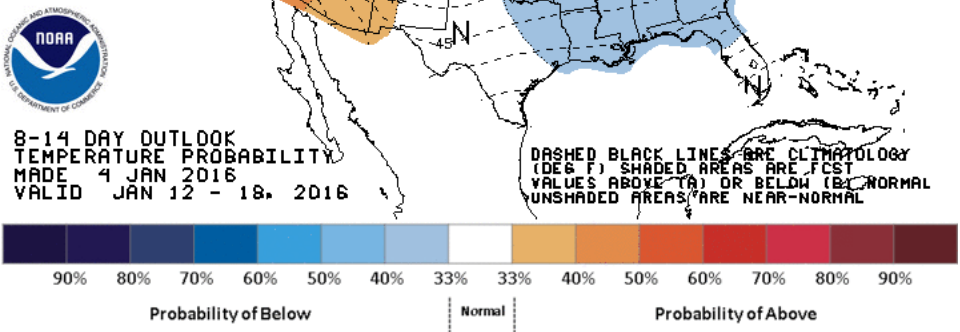 NATIONAL OCEANIC AND ATMOSPHERIC ADMINISTRATION
NOAA
U.S. DEPARTMENT OF COMMERCE
45
N
N
8-14 DAY OUTLOOK
TEMPERATURE PROBABILITY
MADE 4 JAN 2016
VALID JAN 12 - 18, 2016
DASHED BLACK LINES ARE CLIMATOLOGY
(DEG F) SHADED AREAS ARE FCST
VALUES ABOVE (A) OR BELOW (B) NORMAL
UNSHADED AREAS ARE NEAR-NORMAL
90% 80% 70% 60% 50% 40% 33% 33% 40% 50% 60% 70% 80% 90%
Probability of Below Normal Probability of Above